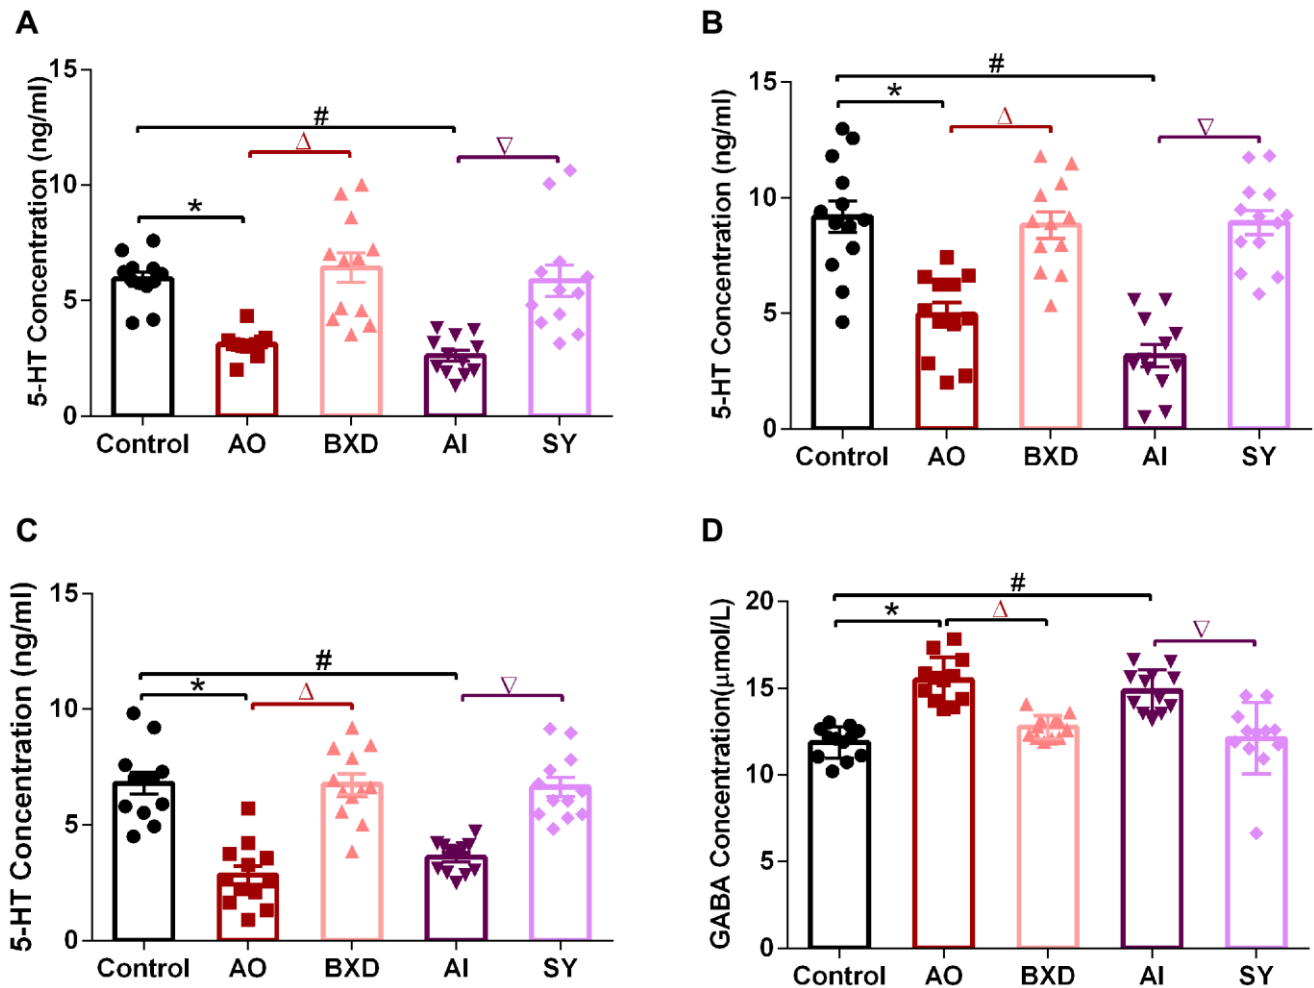 A
5-HT Concentration (ng/ml)
15
10
5
0
#
Δ
∇
*
Control AO BXD AI SY
B
5-HT Concentration (ng/ml)
15
10
5
0
#
*
Δ
∇
Control AO BXD AI SY
C
5-HT Concentration (ng/ml)
15
10
5
0
#
*
Δ
∇
Control AO BXD AI SY
D
GABA Concentration(μmol/L)
20
15
10
5
0
#
*
Δ
∇
Control AO BXD AI SY